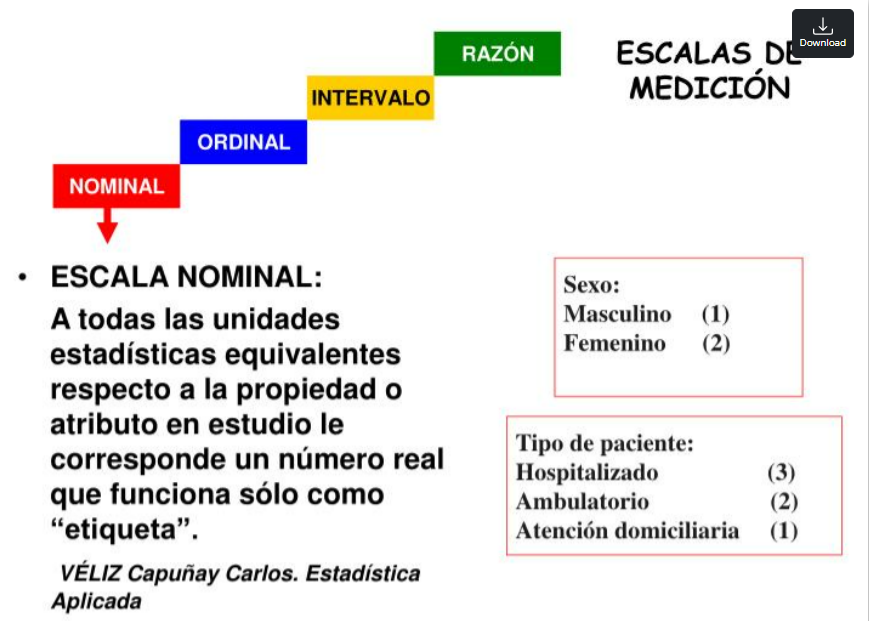 Download
RAZÓN
ESCALAS DE
MEDICIÓN
INTERVALO
ORDINAL
NOMINAL
• ESCALA NOMINAL:
A todas las unidades
estadísticas equivalentes
respecto a la propiedad o
atributo en estudio le
corresponde un número real
que funciona sólo como
“etiqueta”.
VÉLIZ Capuñay Carlos. Estadística
Aplicada
Sexo:
Masculino (1)
Femenino (2)
Tipo de paciente:
Hospitalizado (3)
Ambulatorio (2)
Atención domiciliaria (1)